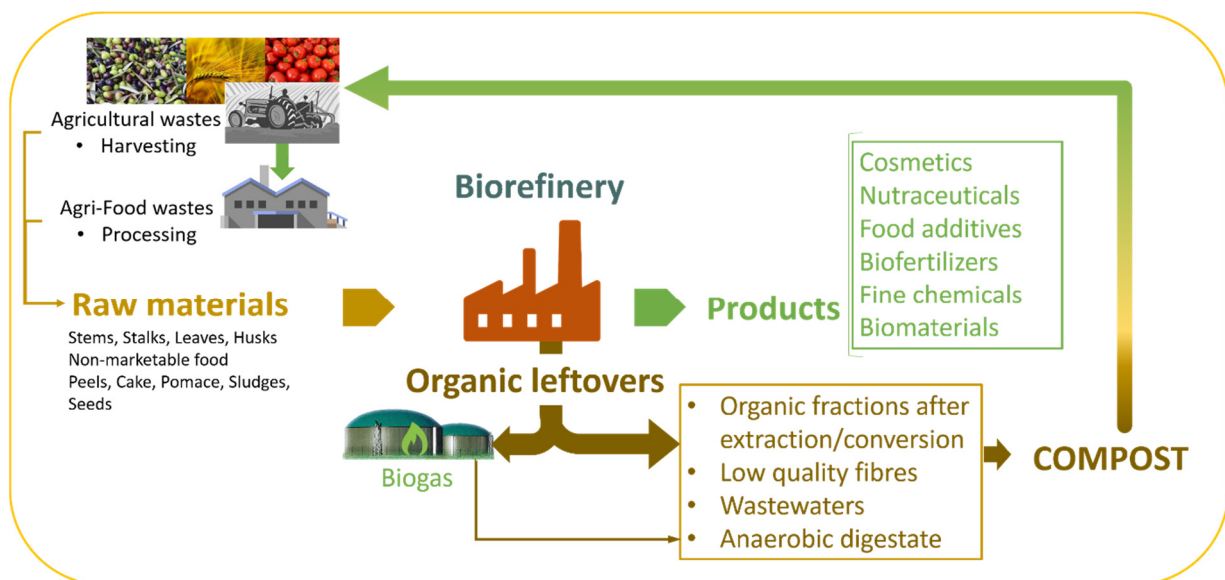 Agricultural wastes
• Harvesting
Agri-Food wastes
• Processing
Raw materials
Stems, Stalks, Leaves, Husks
Non-marketable food
Peels, Cake, Pomace, Sludges,
Seeds
Biorefinery
Products
Cosmetics
Nutraceuticals
Food additives
Biofertilizers
Fine chemicals
Biomaterials
Organic leftovers
Biogas
• Organic fractions after
extraction/conversion
• Low quality fibres
• Wastewaters
• Anaerobic digestate
COMPOST